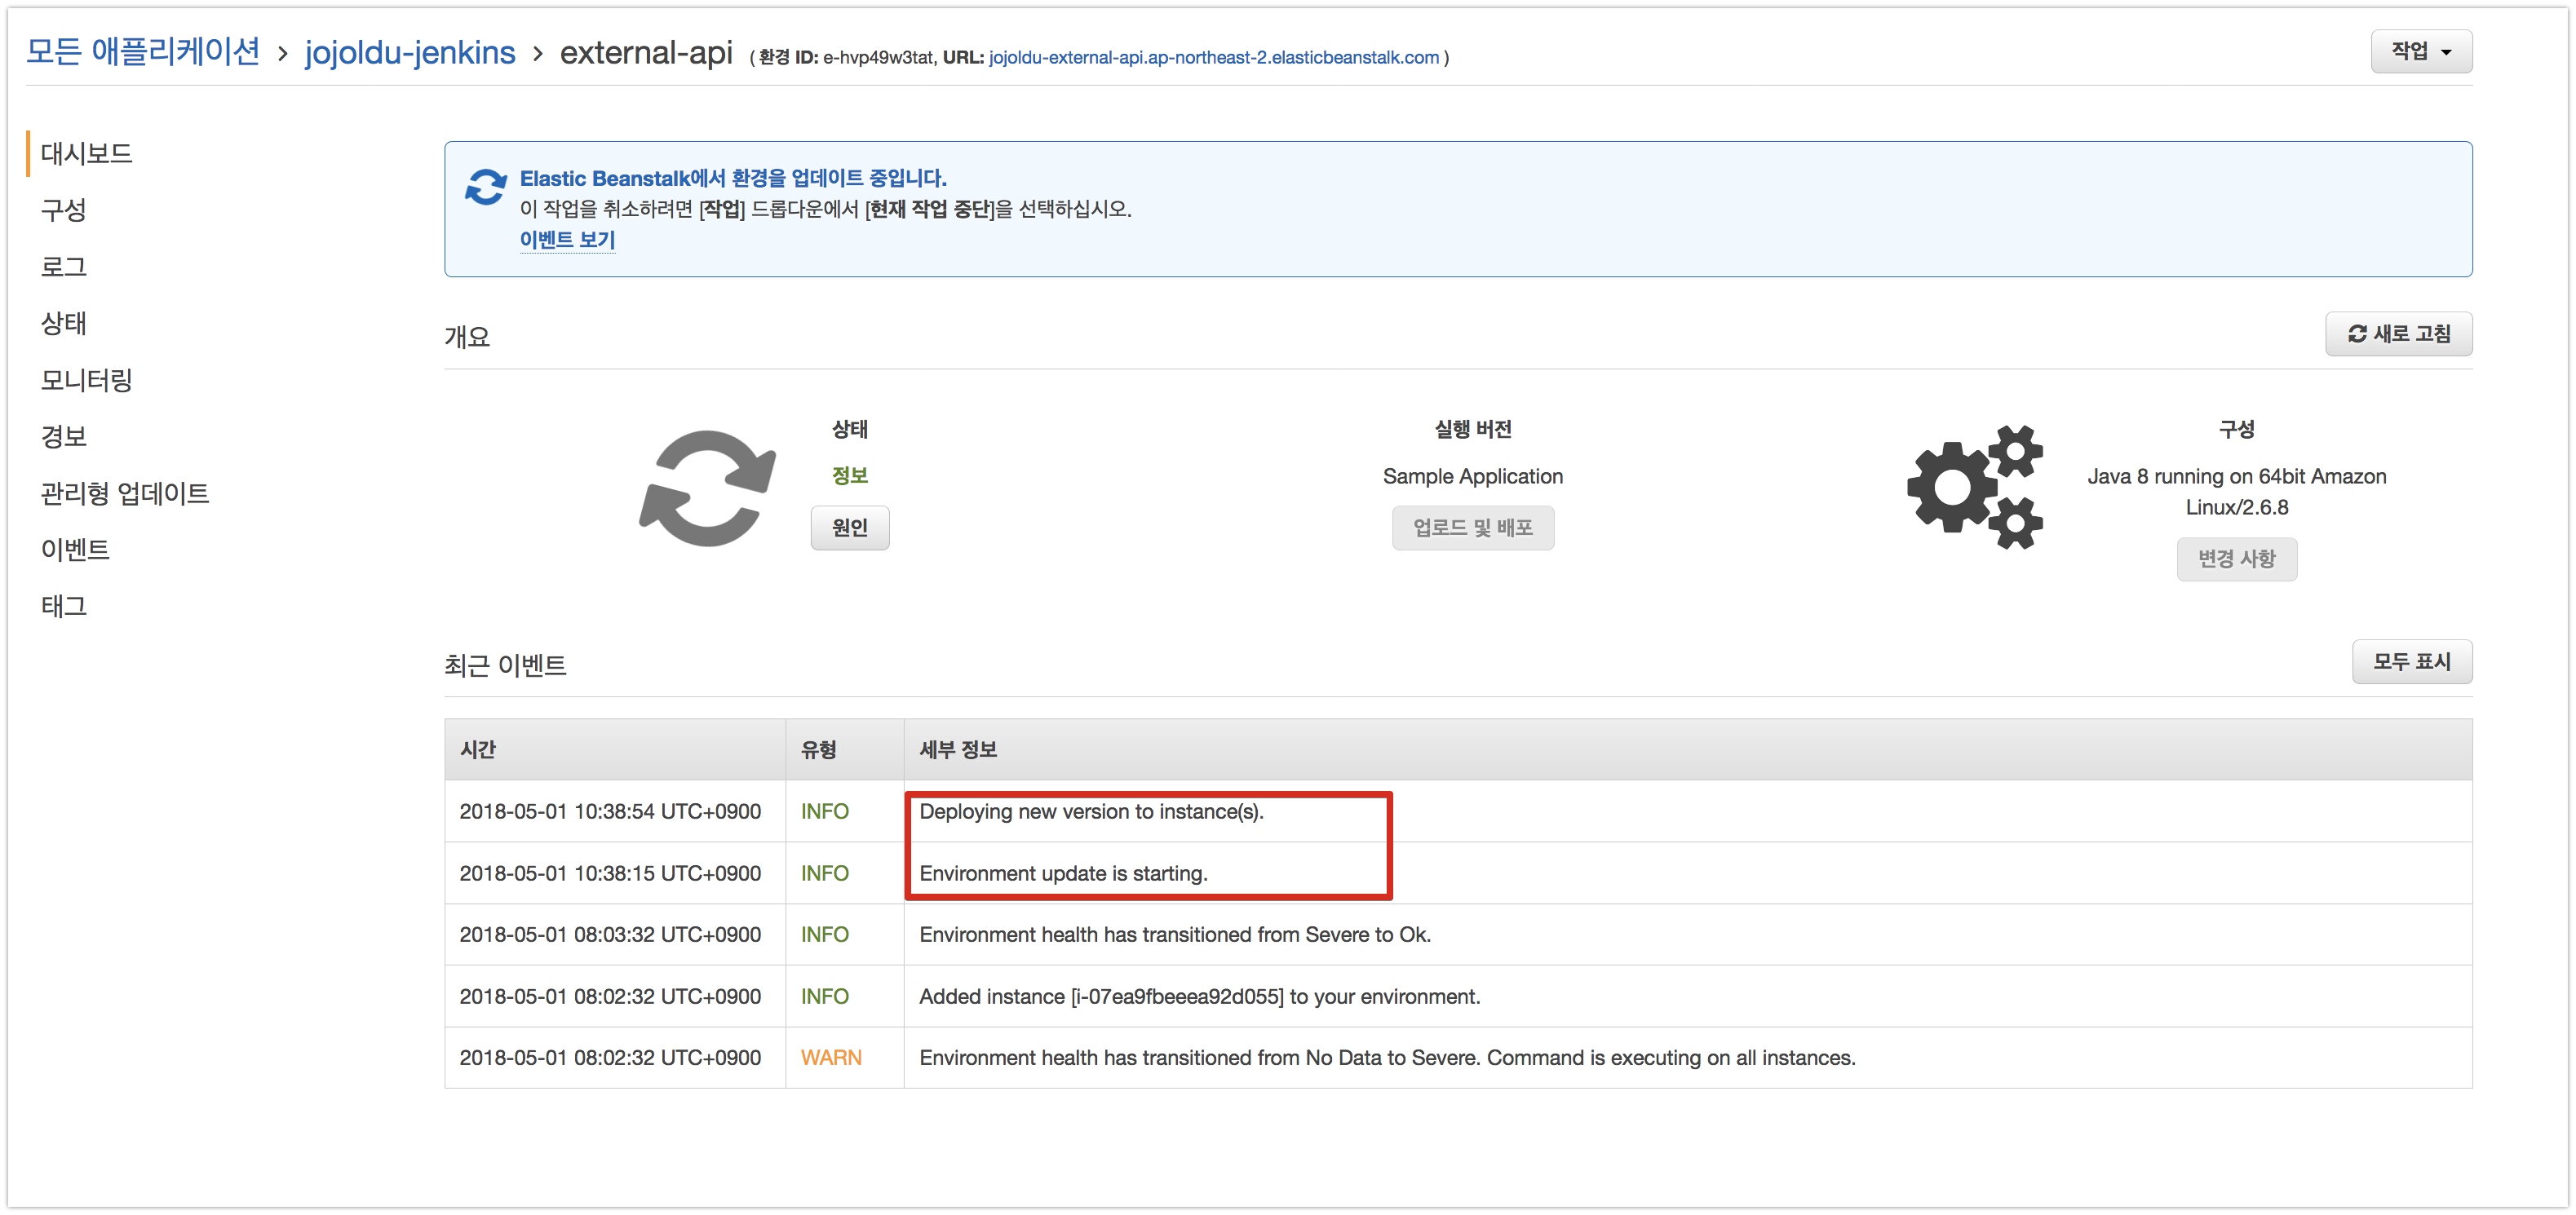 모든 애플리케이션 › jojoldu-jenkins › external-api ( 환경 ID: e-hvp49w3tat, URL: jojoldu-external-api.ap-northeast-2.elasticbeanstalk.com )
작업
대시보드
구성
로그
상태
모니터링
경보
관리형 업데이트
이벤트
태그
Elastic Beanstalk에서 환경을 업데이트 중입니다.
이 작업을 취소하려면 [작업] 드롭다운에서 [현재 작업 중단]을 선택하십시오.
이벤트 보기
개요
새로 고침
상태
정보
원인
실행 버전
Sample Application
업로드 및 배포
구성
Java 8 running on 64bit Amazon
Linux/2.6.8
변경 사항
최근 이벤트
모두 표시
시간 유형 세부 정보
2018-05-01 10:38:54 UTC+0900 INFO Deploying new version to instance(s).
2018-05-01 10:38:15 UTC+0900 INFO Environment update is starting.
2018-05-01 08:03:32 UTC+0900 INFO Environment health has transitioned from Severe to Ok.
2018-05-01 08:02:32 UTC+0900 INFO Added instance [i-07ea9fbeeea92d055] to your environment.
2018-05-01 08:02:32 UTC+0900 WARN Environment health has transitioned from No Data to Severe. Command is executing on all instances.